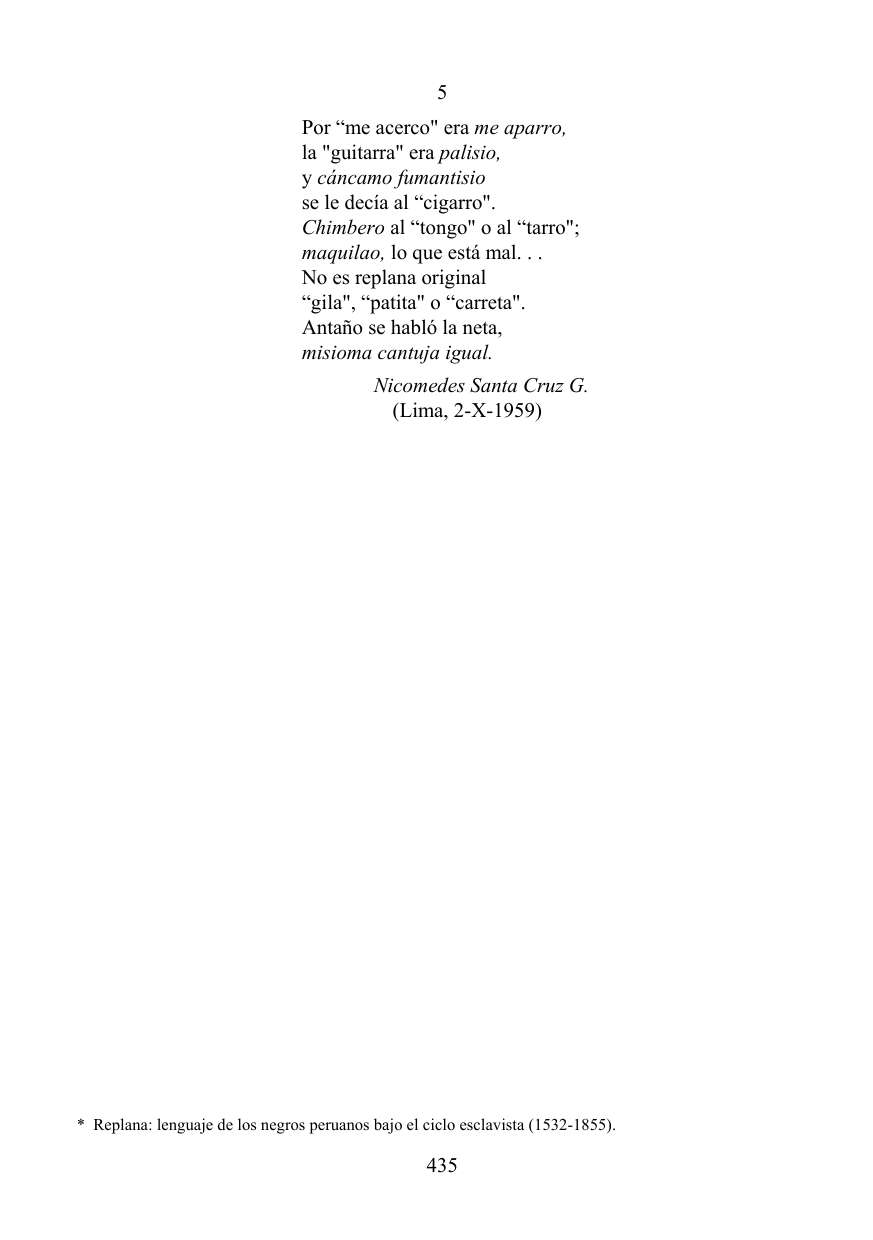 5
Por “me acerco" era me aparro,
la "guitarra" era palisio,
y cáncamo fumantisio
se le decía al “cigarro".
Chimbero al “tongo" o al “tarro";
maquilao, lo que está mal. . .
No es replana original
“gila", “patita" o “carreta".
Antaño se habló la neta,
misioma cantuja igual.
Nicomedes Santa Cruz G.
(Lima, 2-X-1959)
* Replana: lenguaje de los negros peruanos bajo el ciclo esclavista (1532-1855).
435